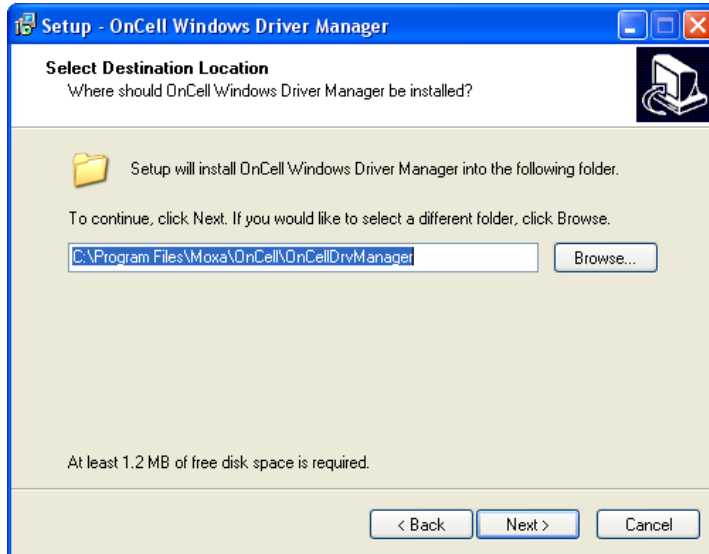 Setup - OnCell Windows Driver Manager
Select Destination Location
Where should OnCell Windows Driver Manager be installed?
Setup will install OnCell Windows Driver Manager into the following folder.
To continue, click Next. If you would like to select a different folder, click Browse.
C:\Program Files\Moxa\OnCell\OnCellDrvManager
Browse...
At least 1.2 MB of free disk space is required.
< Back Next > Cancel